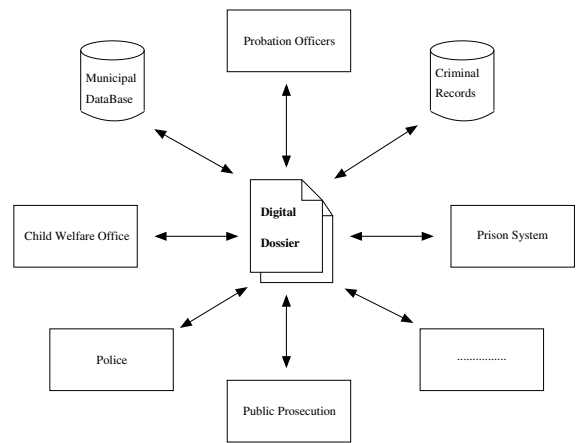 Probation Officers
Municipal
DataBase
Criminal
Records
Digital
Dossier
Child Welfare Office
Prison System
Police
................
Public Prosecution